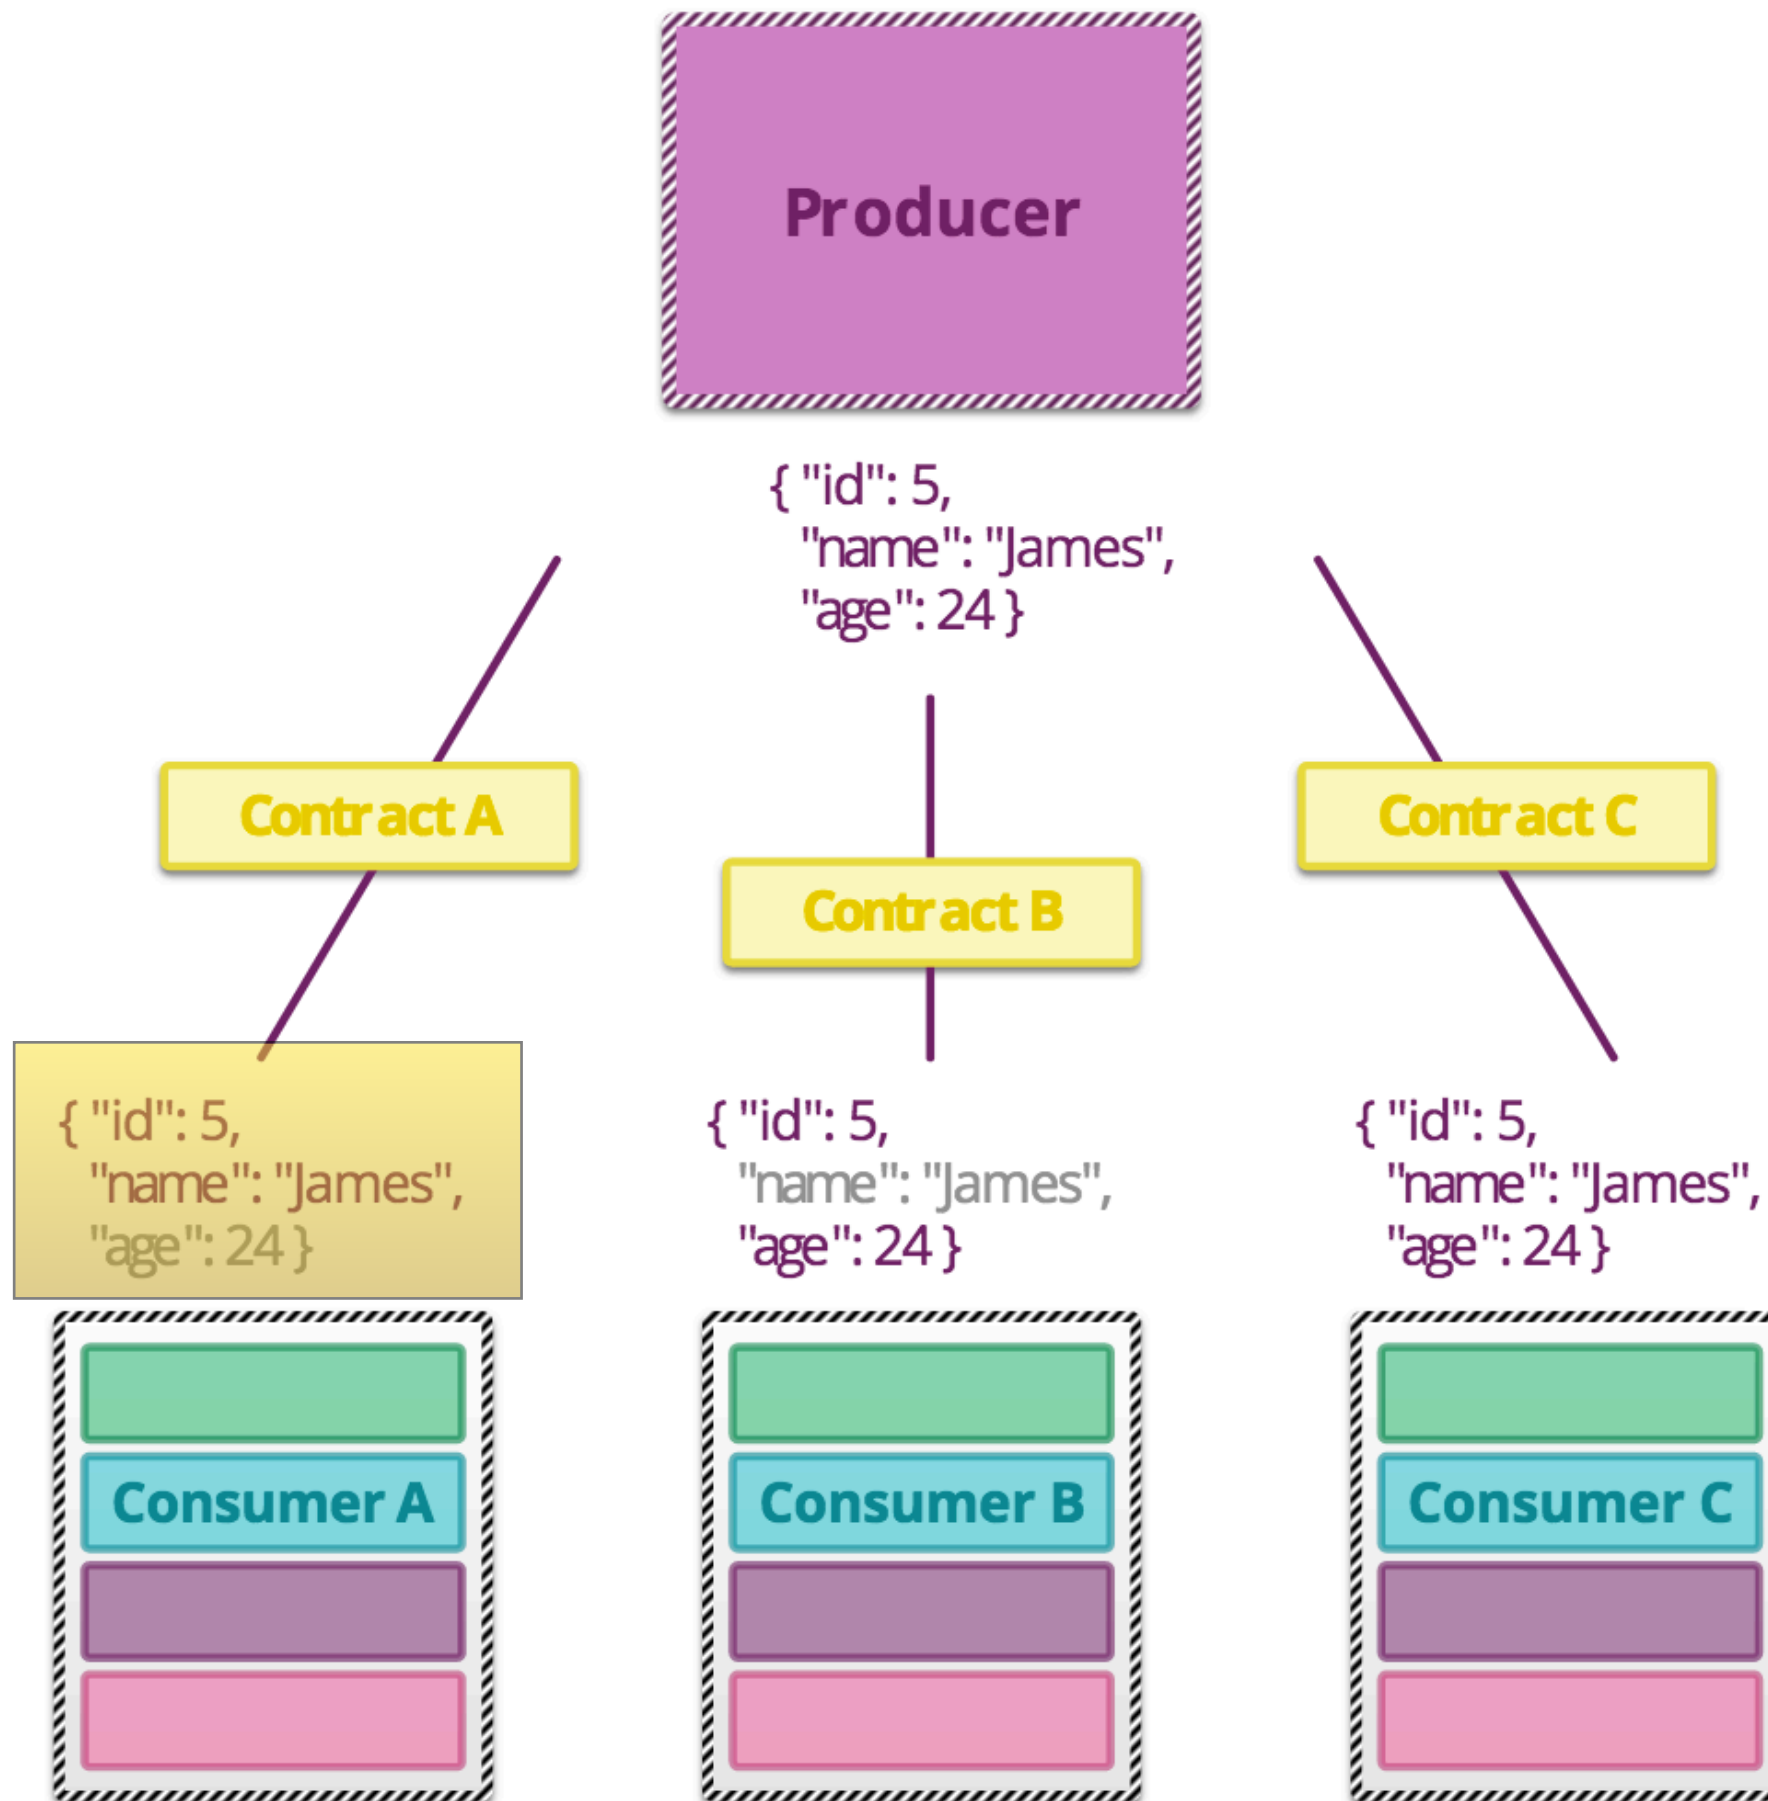 Producer
{ "id": 5,
"name": "James",
"age": 24 }
Contract A
Contract B
Contract C
{ "id": 5,
"name": "James",
"age": 24 }
{ "id": 5,
"name": "James",
"age": 24 }
{ "id": 5,
"name": "James",
"age": 24 }
Consumer A
Consumer B
Consumer C